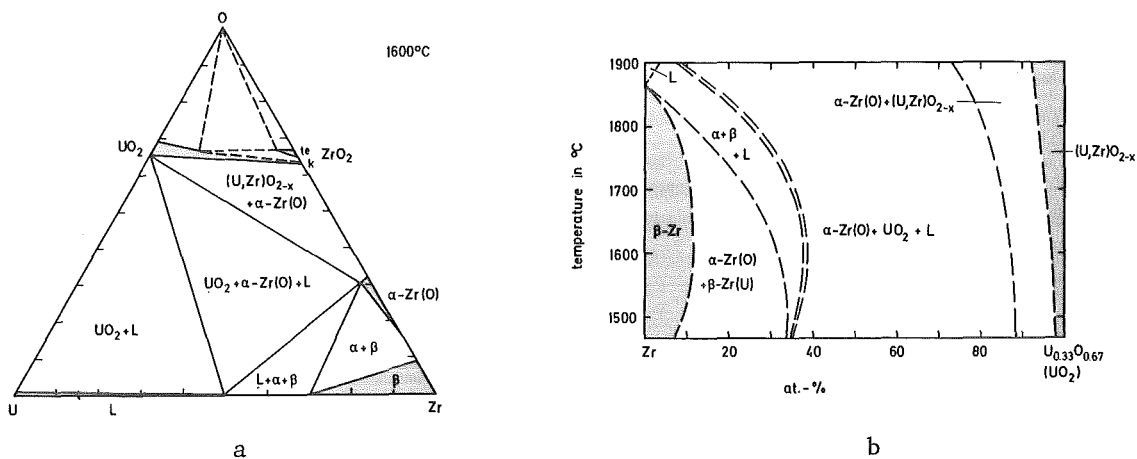 O
1600°C
UO₂
te
k
ZrO₂
(U,Zr)O₂₋ₓ
+α-Zr(O)
UO₂+α-Zr(O)+L
α-Zr(O)
UO₂+L
α+β
L+α+β
β
U
L
Zr
a
temperature in °C
1900
1800
1700
1600
1500
L
α+β
+L
α-Zr(O)+(U,Zr)O₂₋ₓ
(U,Zr)O₂₋ₓ
β-Zr
α-Zr(O)+UO₂+L
α-Zr(O)
+β-Zr(U)
Zr
20
40
60
80
U₀.₃₃O₀.₆₇
(UO₂)
at.-%
b